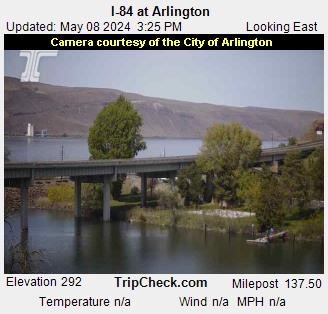 I-84 at Arlington
Updated: May 08 2024 3:25 PM Looking East
Camera courtesy of the City of Arlington
Elevation 292 TripCheck.com Milepost 137.50
Temperature n/a Wind n/a MPH n/a